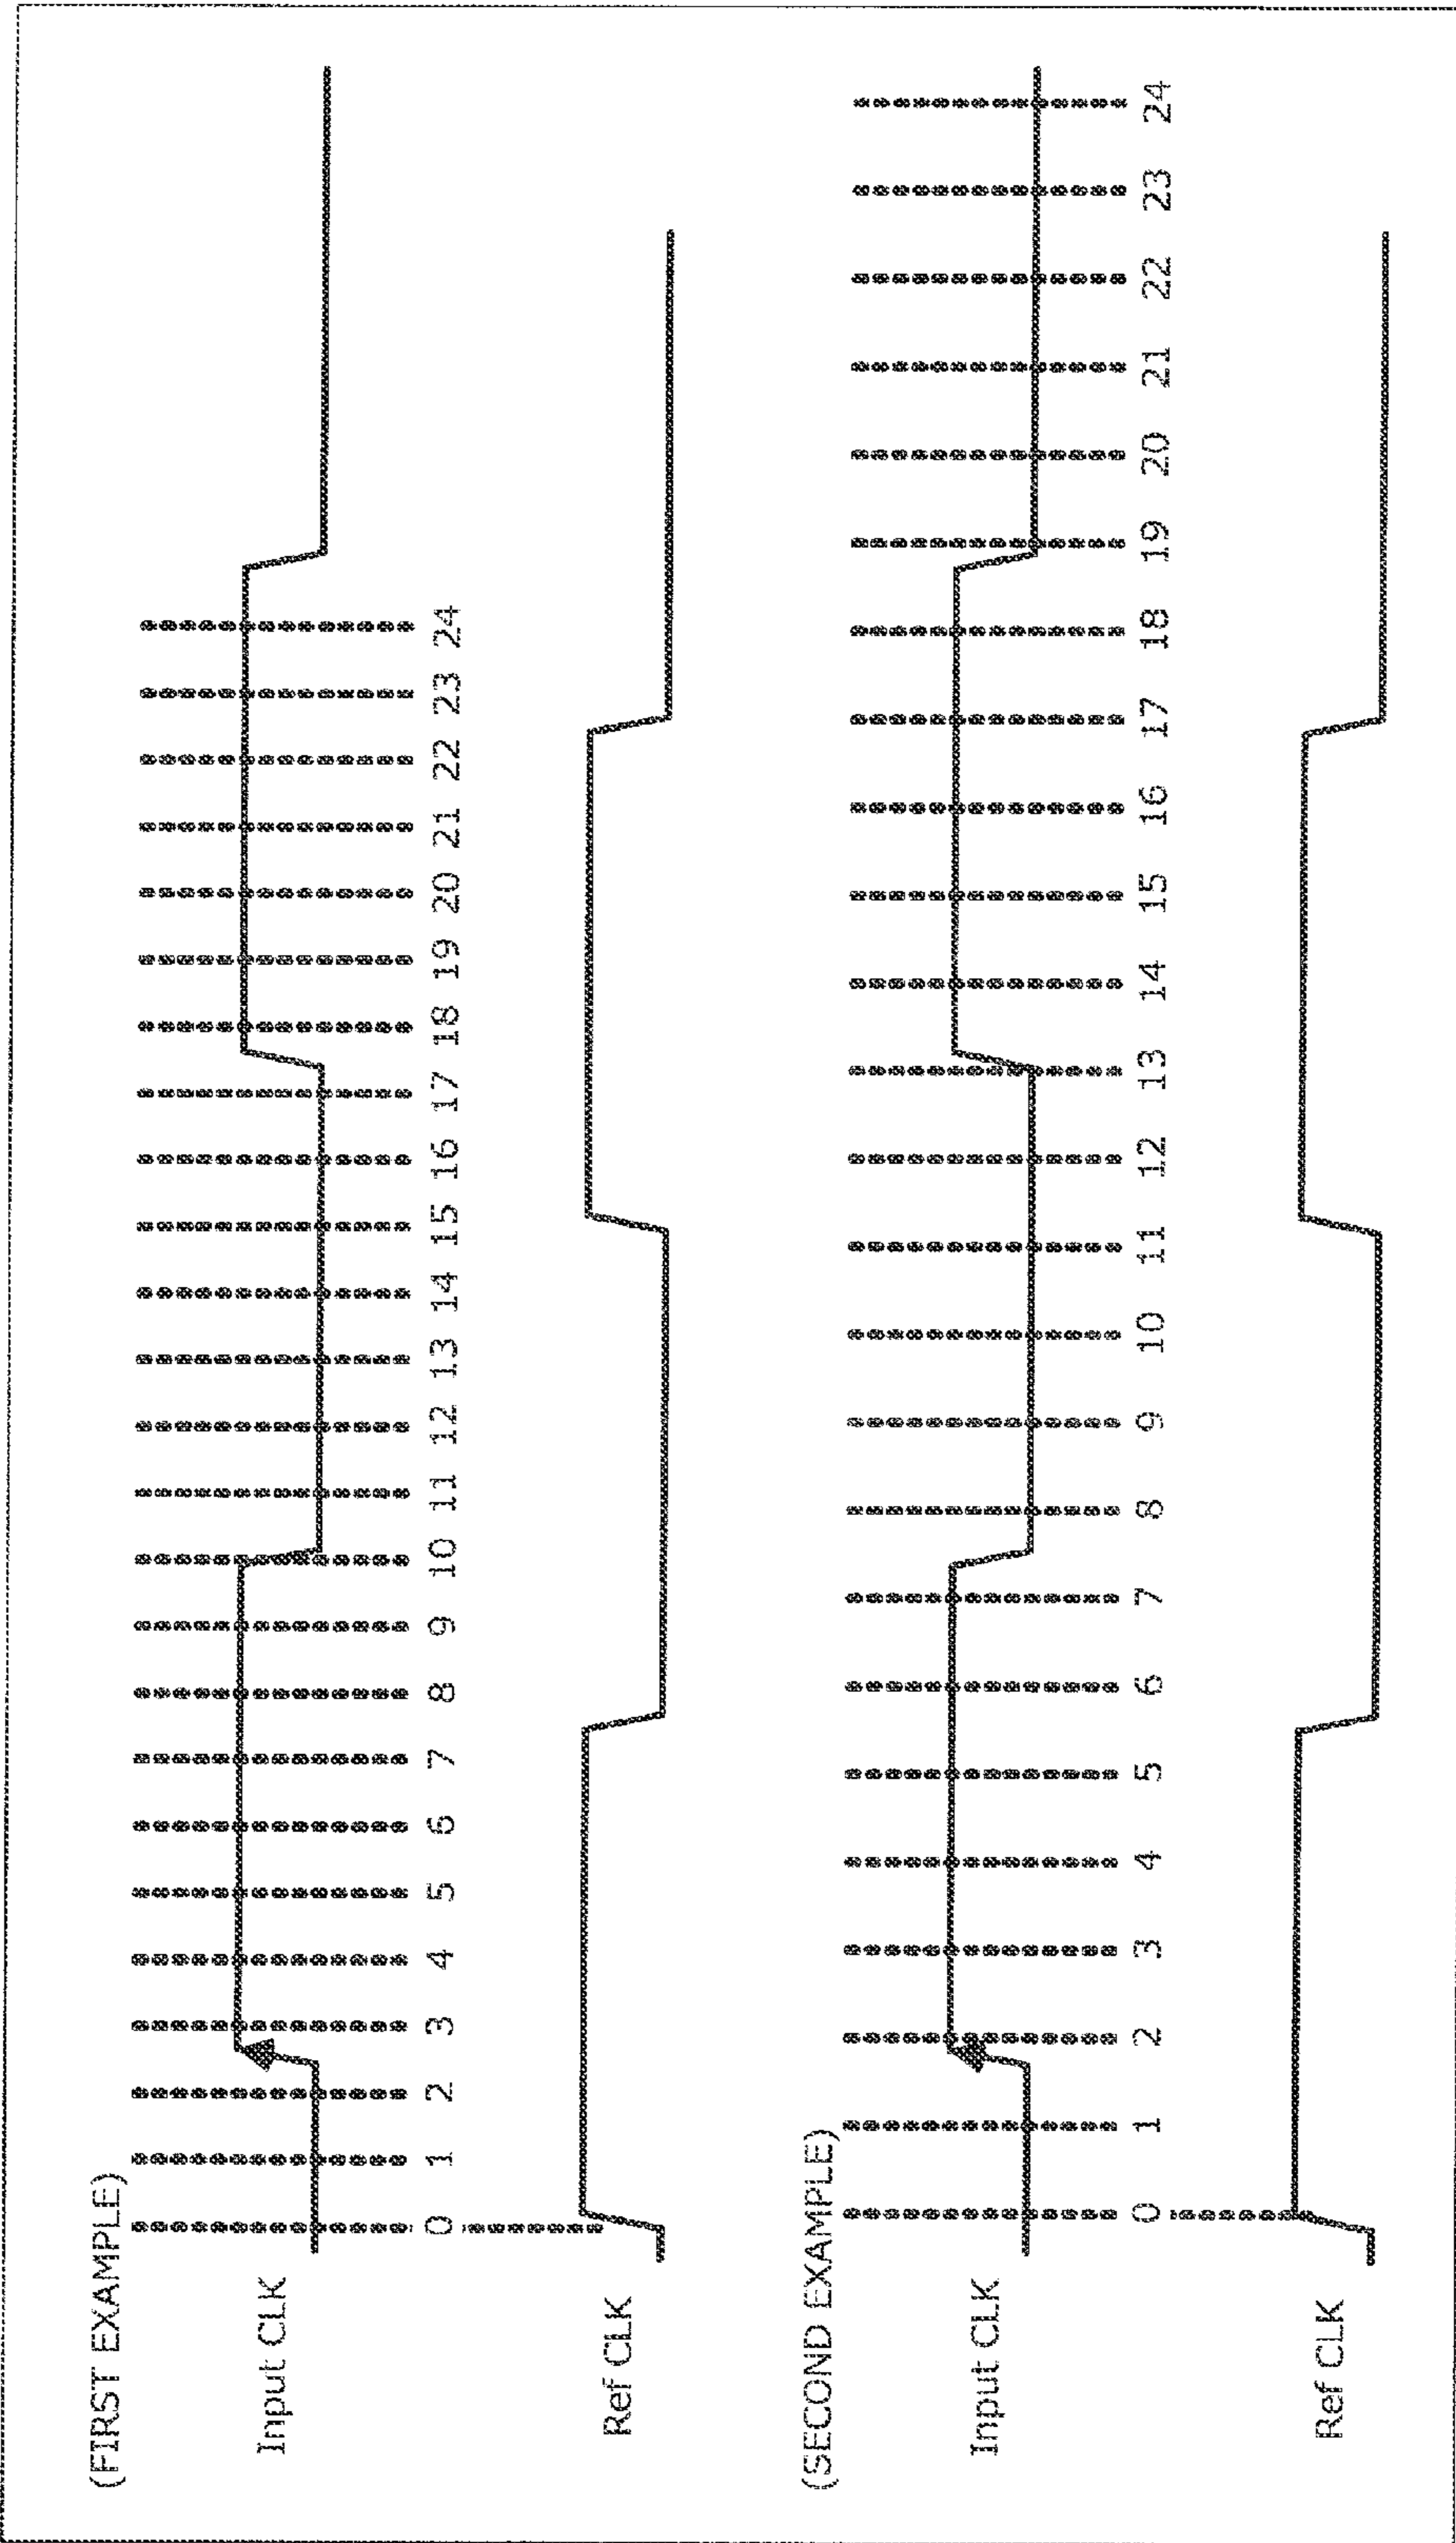 (FIRST EXAMPLE)
Input CLK
0 1 2 3 4 5 6 7 8 9 10 11 12 13 14 15 16 17 18 19 20 21 22 23 24
Ref CLK
(SECOND EXAMPLE)
Input CLK
0 1 2 3 4 5 6 7 8 9 10 11 12 13 14 15 16 17 18 19 20 21 22 23 24
Ref CLK